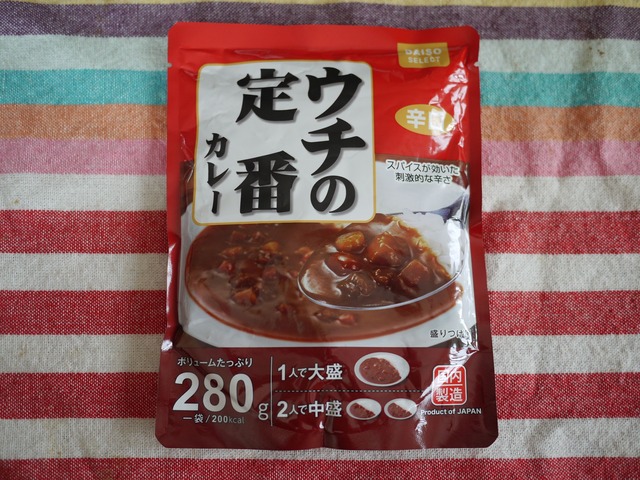 DAISO
SELECT
ウチの
定番
カレー
辛口
スパイスが効いた
刺激的な辛さ
盛りつけ
ボリュームたっぷり
280g
一袋/200kcal
1人で大盛
2人で中盛
国内
製造
Product of JAPAN